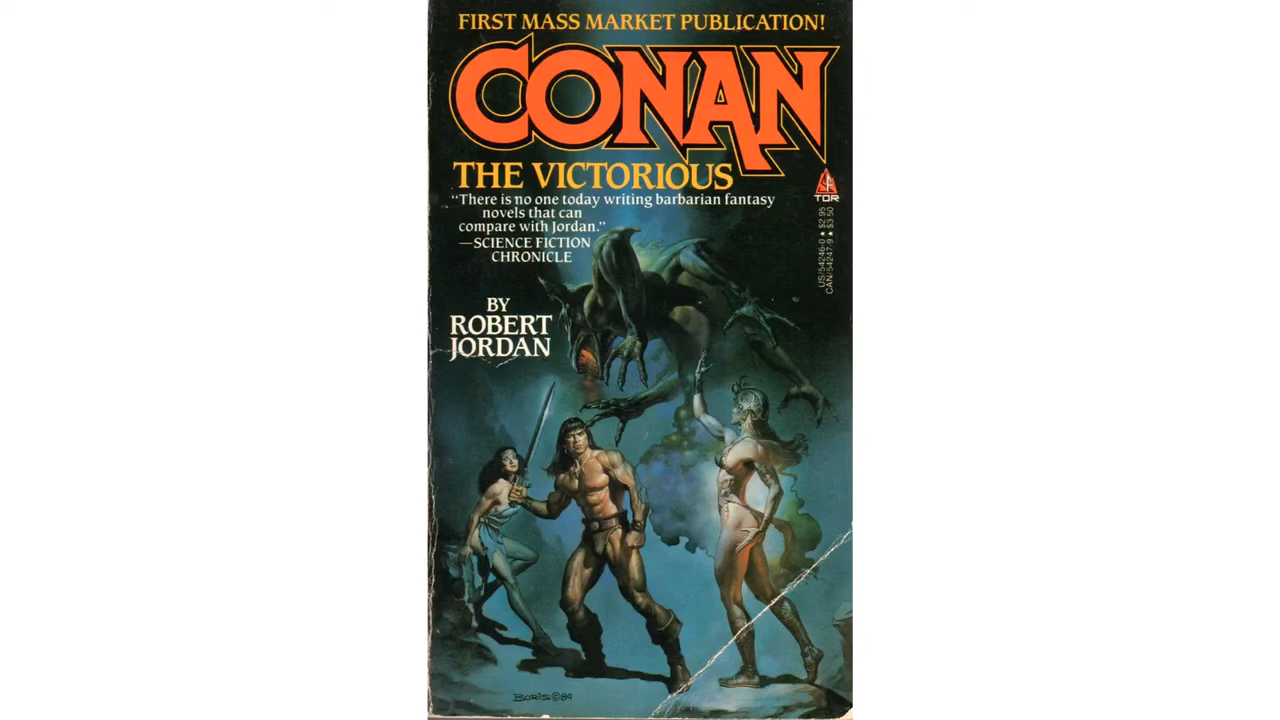 FIRST MASS MARKET PUBLICATION!
CONAN
THE VICTORIOUS
TOR
"There is no one today writing barbarian fantasy
novels that can
compare with Jordan."
—SCIENCE FICTION
CHRONICLE
US/54246-0 ★ $2.95
CAN/54247-9 ★ $3.50
BY
ROBERT
JORDAN
BORIS©84